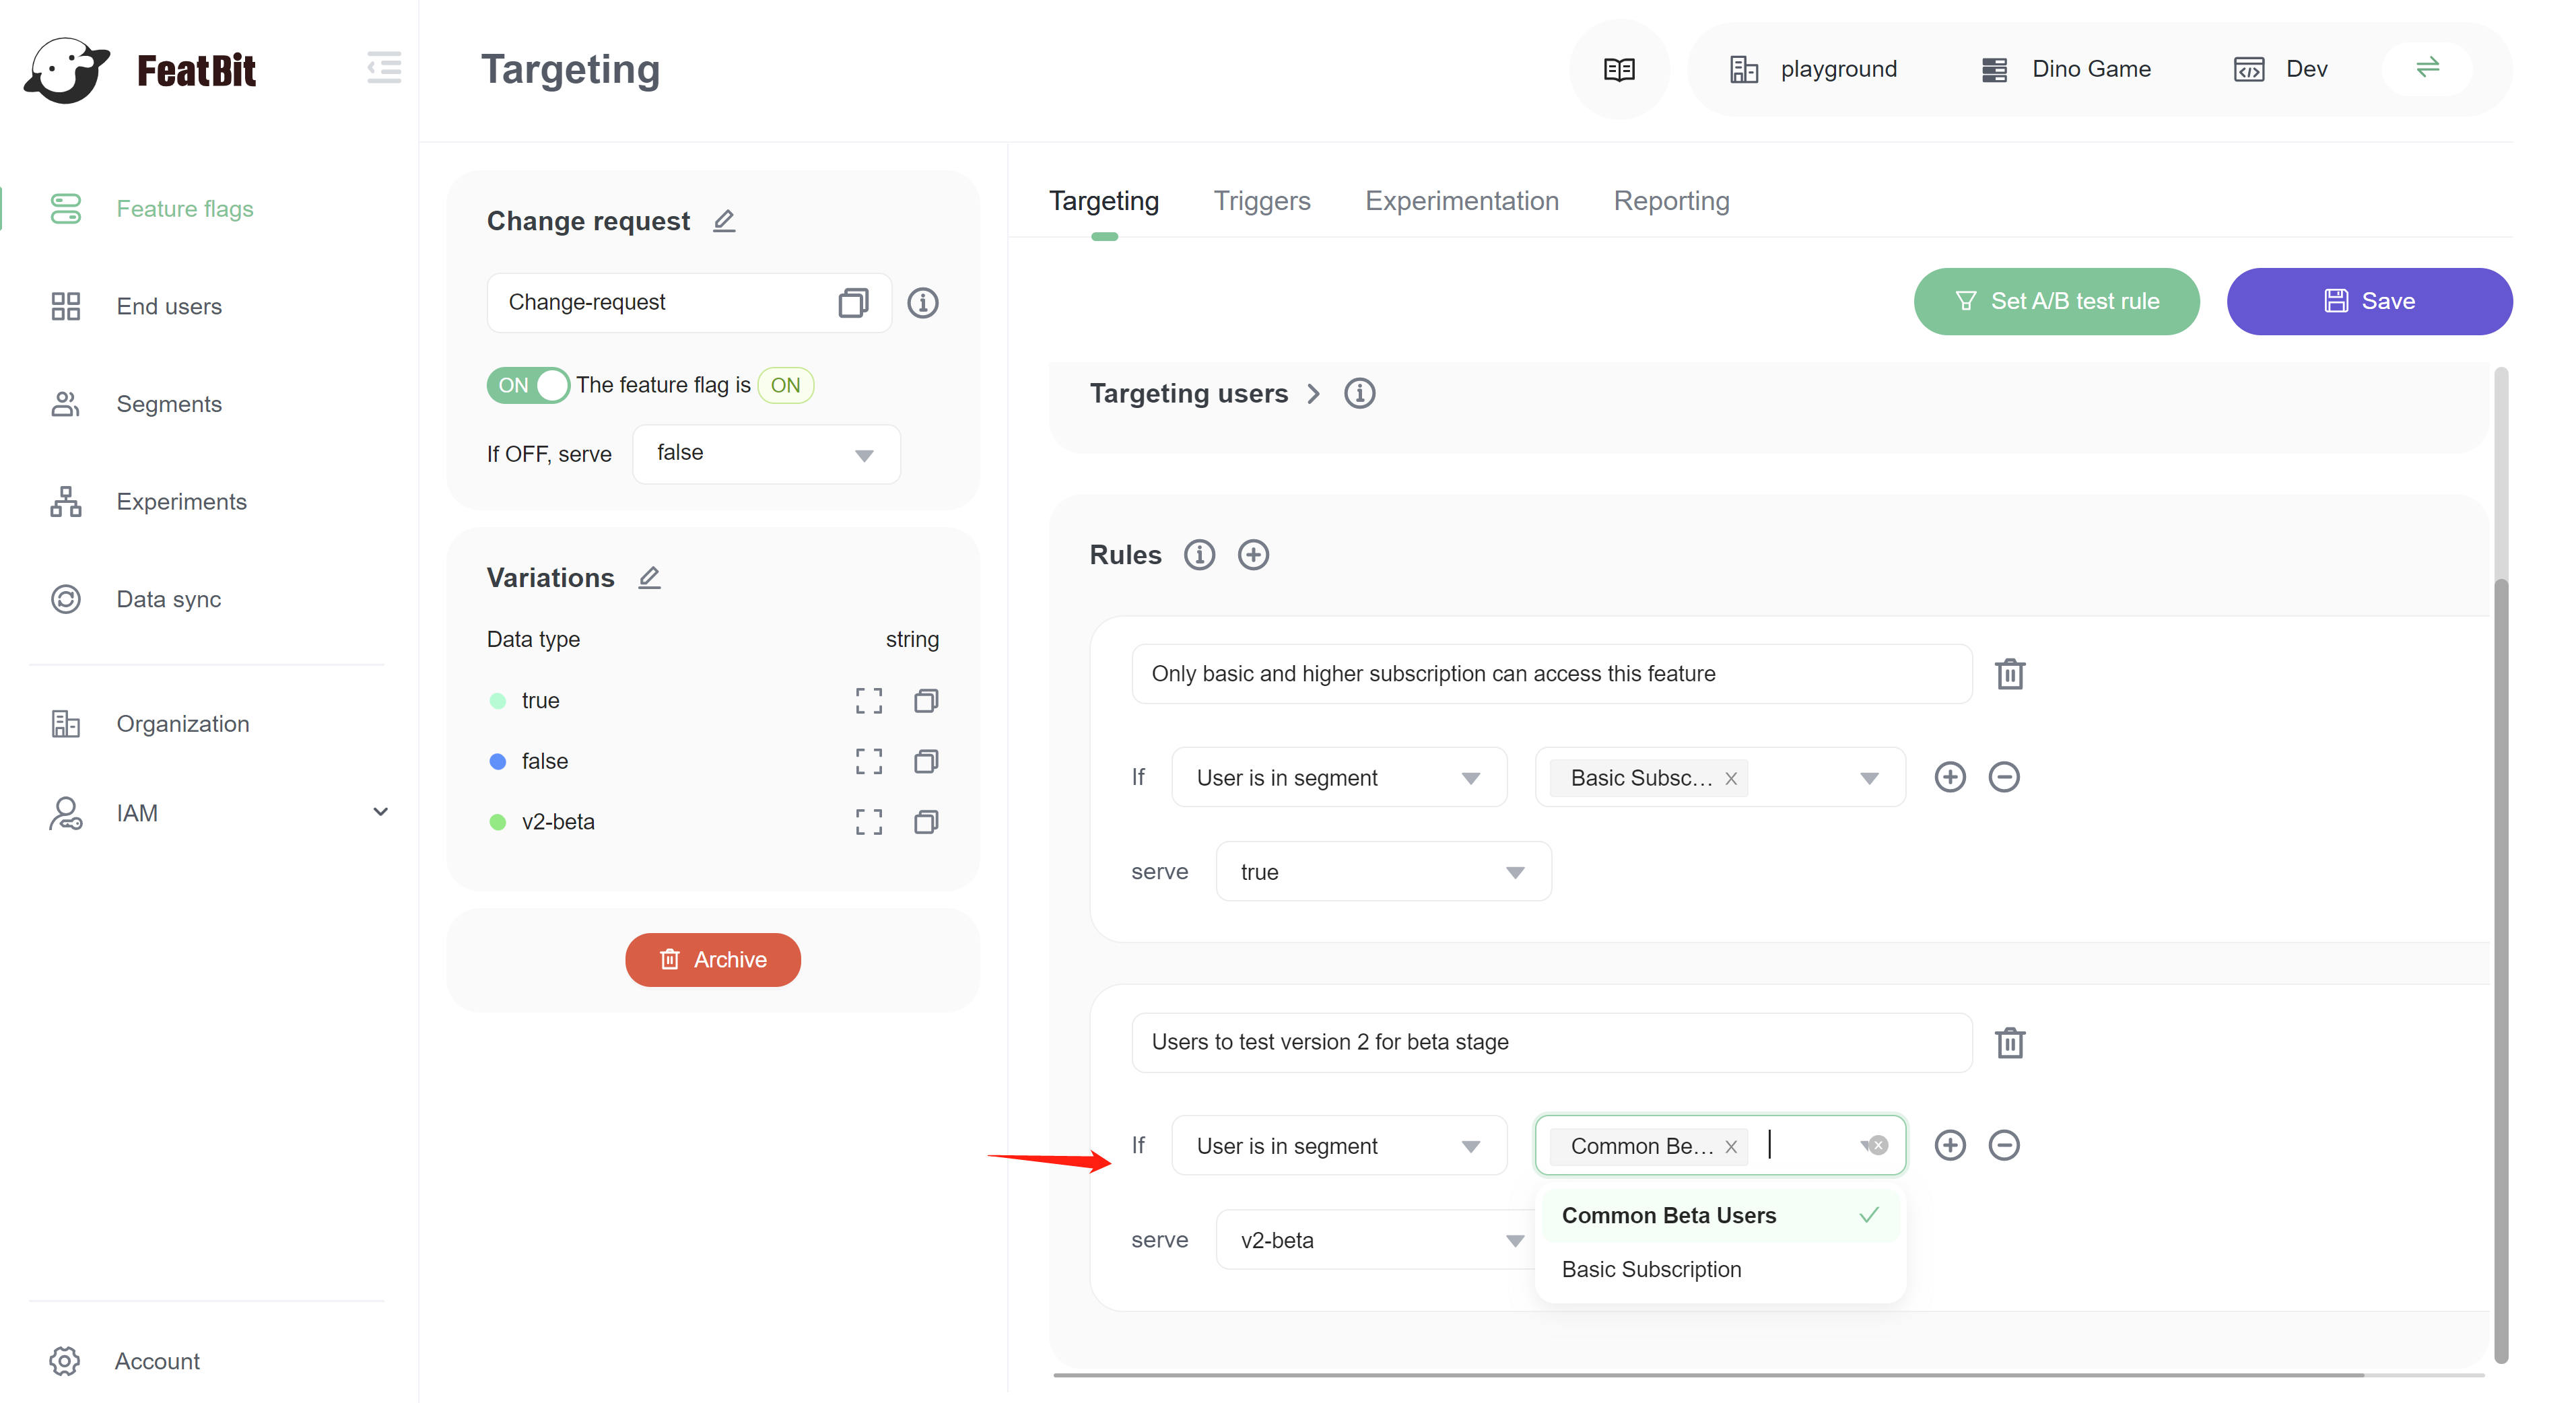 FeatBit
Targeting
playground
Dino Game
Dev
Feature flags
End users
Segments
Experiments
Data sync
Organization
IAM
Account
Change request
Change-request
ON
The feature flag is ON
If OFF, serve
false
Variations
Data type
string
true
false
v2-beta
Archive
Targeting
Triggers
Experimentation
Reporting
Set A/B test rule
Save
Targeting users
Rules
Only basic and higher subscription can access this feature
If
User is in segment
Basic Subsc...
serve
true
Users to test version 2 for beta stage
If
User is in segment
Common Be...
serve
v2-beta
Common Beta Users
Basic Subscription